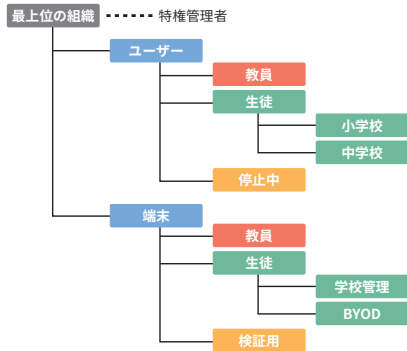 最上位の組織 特権管理者
ユーザー
教員
生徒
小学校
中学校
停止中
端末
教員
生徒
学校管理
BYOD
検証用